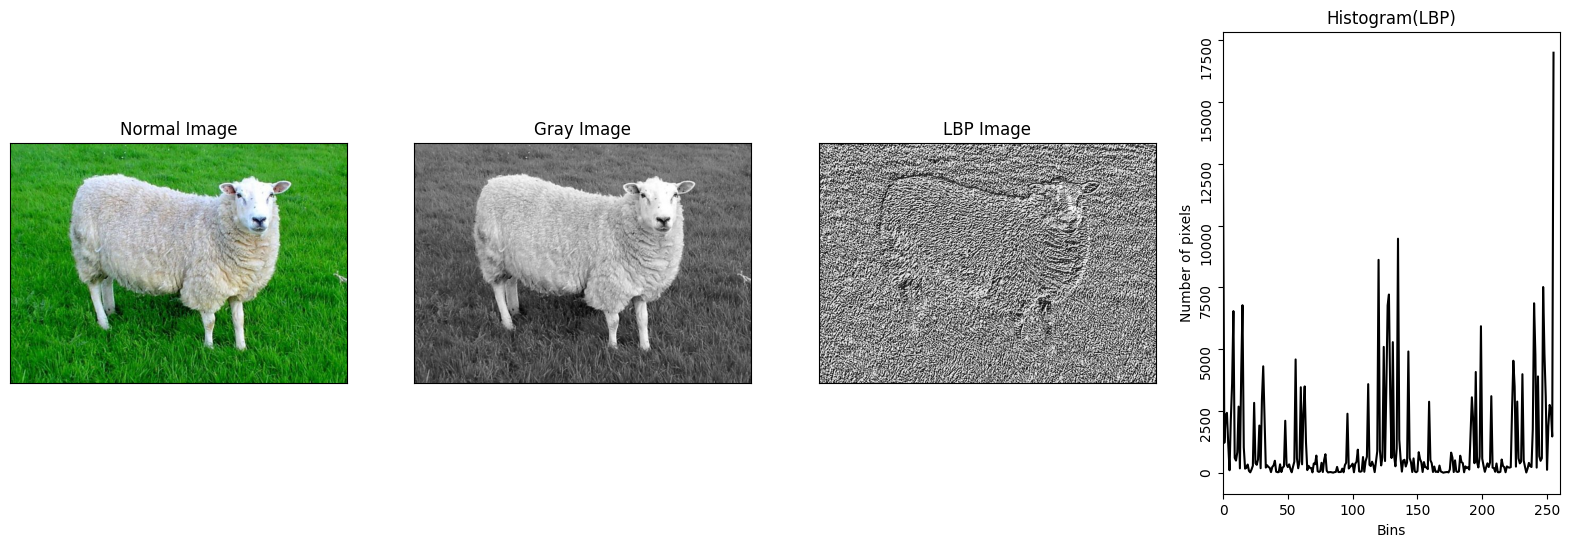 Normal Image
Gray Image
LBP Image
Histogram(LBP)
Number of pixels
17500
15000
12500
10000
7500
5000
2500
0
0 50 100 150 200 250
Bins